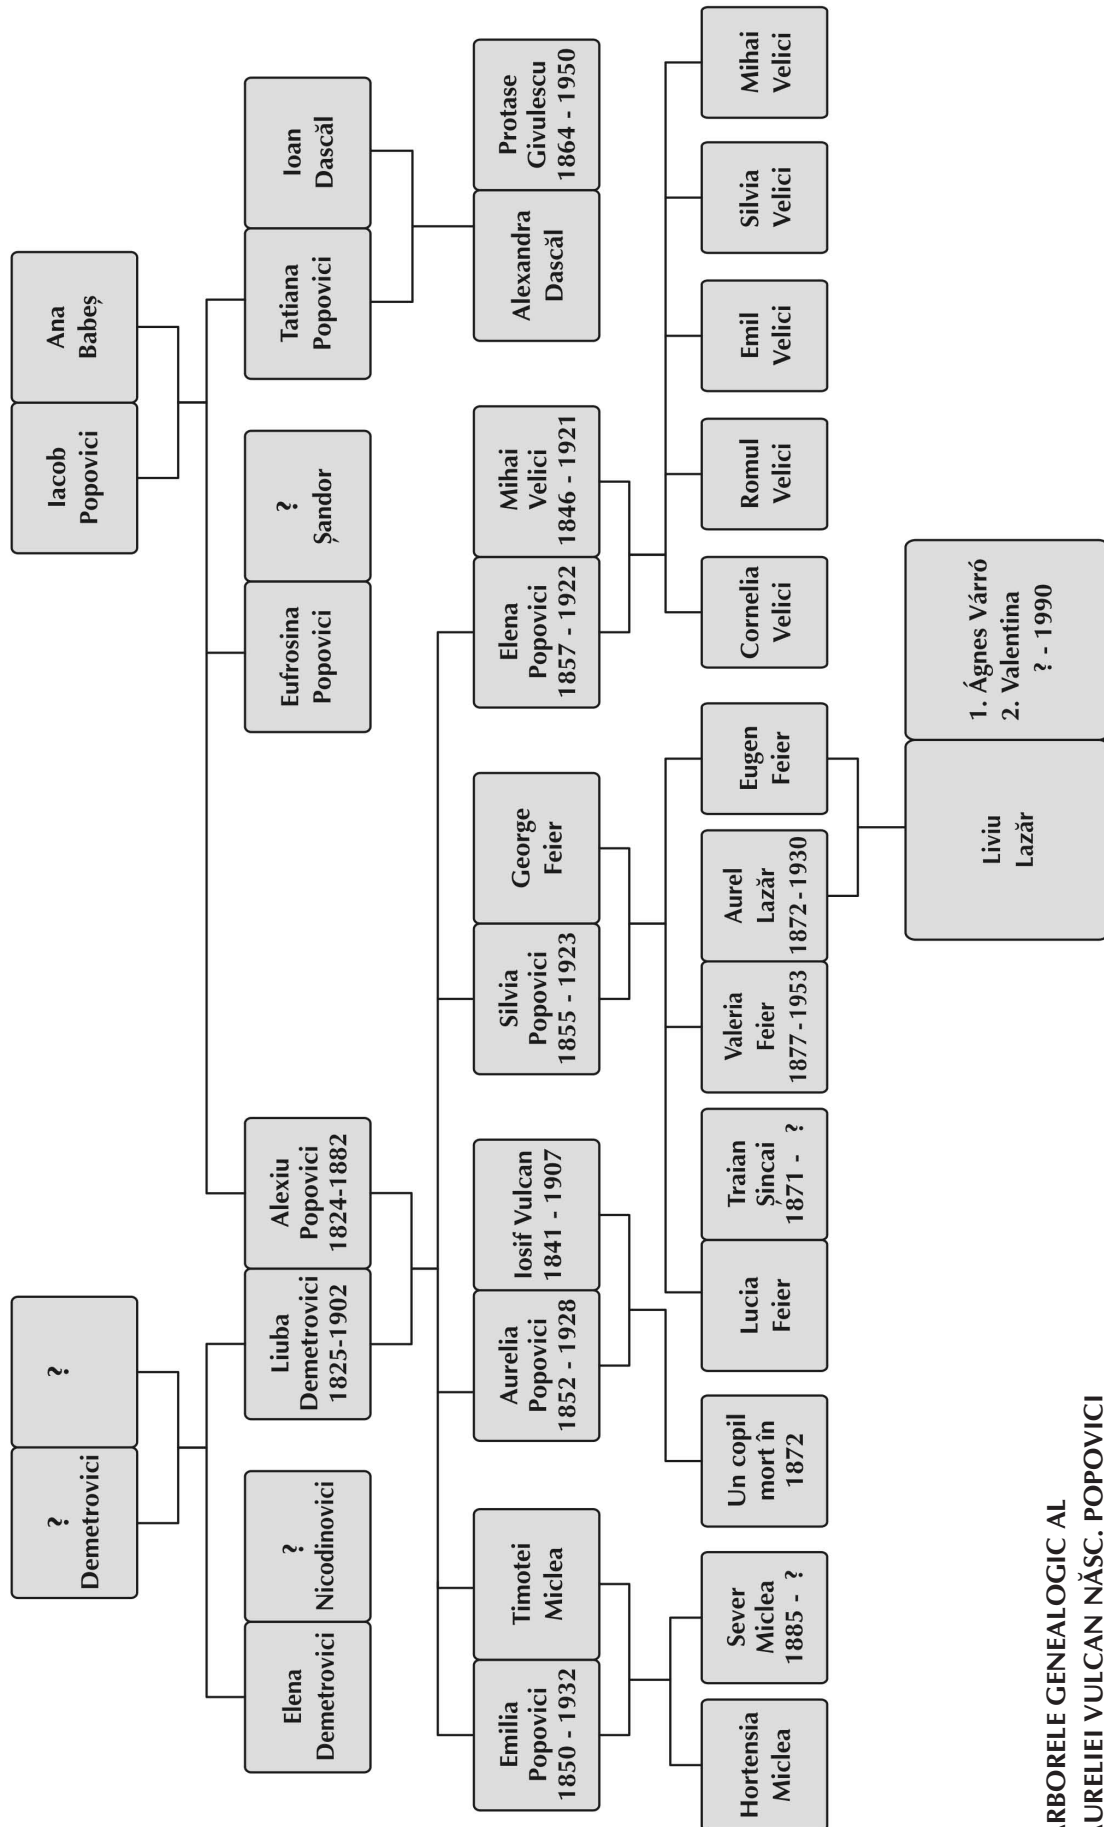 ?
Demetrovici
?
Iacob
Popovici
Ana
Babeș
Elena
Demetrovici
?
Nicodinovici
Liuba
Demetrovici
1825-1902
Alexiu
Popovici
1824-1882
Eufrosina
Popovici
?
Șandor
Tatiana
Popovici
Ioan
Dascăl
Emilia
Popovici
1850 - 1932
Timotei
Miclea
Aurelia
Popovici
1852 - 1928
Iosif Vulcan
1841 - 1907
Silvia
Popovici
1855 - 1923
George
Feier
Elena
Popovici
1857 - 1922
Mihai
Velici
1846 - 1921
Alexandra
Dascăl
Protase
Givulescu
1864 - 1950
Hortensia
Miclea
Sever
Miclea
1885 - ?
Un copil
mort în
1872
Lucia
Feier
Traian
Șincai
1871 - ?
Valeria
Feier
1877-1953
Aurel
Lazăr
1872-1930
Eugen
Feier
Cornelia
Velici
Romul
Velici
Emil
Velici
Silvia
Velici
Mihai
Velici
Liviu
Lazăr
1. Ágnes Várró
2. Valentina
? - 1990
ARBORELE GENEALOGIC AL
AURELIEI VULCAN NĂSC. POPOVICI